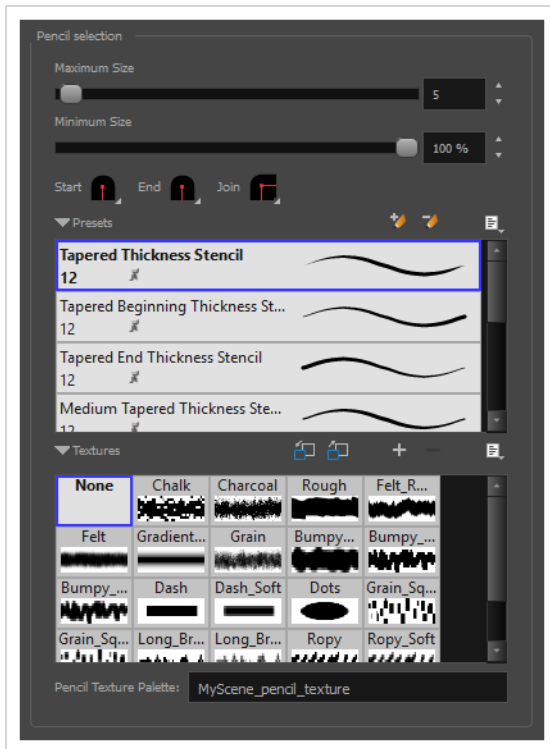 Pencil selection
Maximum Size
5
Minimum Size
100 %
Start End Join
Presets
Tapered Thickness Stencil
12
Tapered Beginning Thickness St...
12
Tapered End Thickness Stencil
12
Medium Tapered Thickness Ste...
12
Textures
None Chalk Charcoal Rough Felt_R...
Felt Gradient... Grain Bumpy... Bumpy_...
Bumpy_... Dash Dash_Soft Dots Grain_Sq...
Grain_Sq... Long_Br... Long_Br... Ropy Ropy_Soft
Pencil Texture Palette: MyScene_pencil_texture